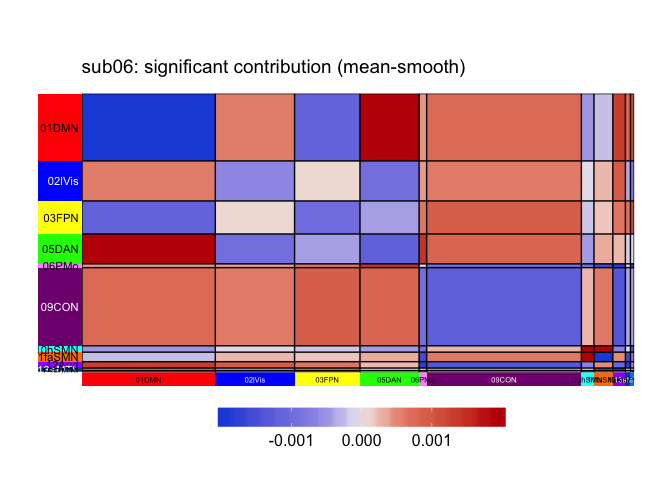 sub06: significant contribution (mean-smooth)
01DMN
02lVis
03FPN
05DAN
06PMo
09CON
01DMN 02lVis 03FPN 05DAN 06PMo 09CON
-0.001 0.000 0.001